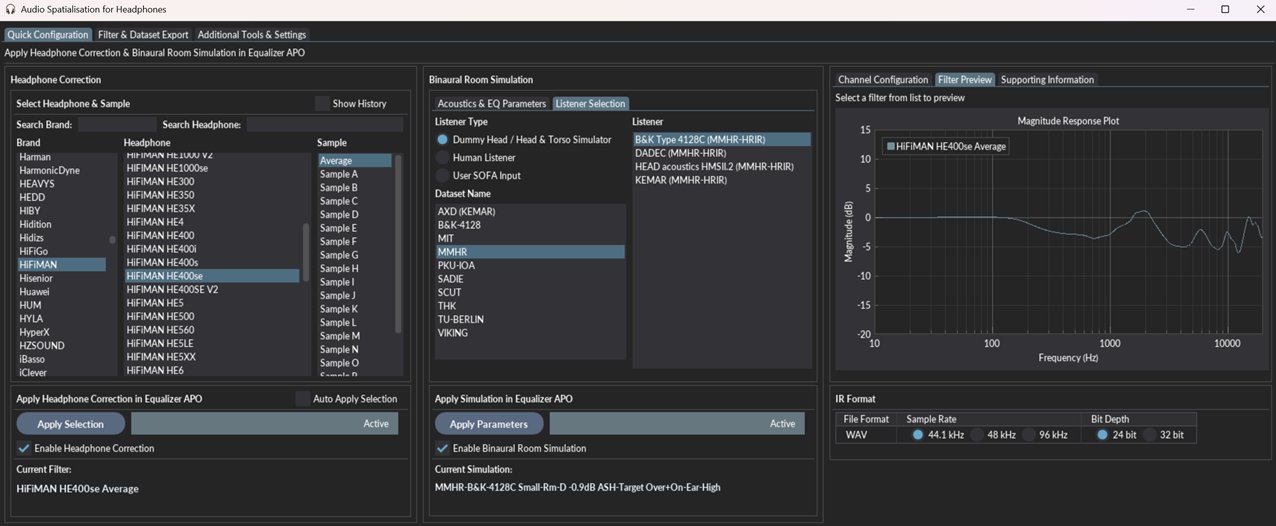 Audio Spatialisation for Headphones
Quick Configuration Filter & Dataset Export Additional Tools & Settings
Apply Headphone Correction & Binaural Room Simulation in Equalizer APO
Headphone Correction
Select Headphone & Sample Show History
Search Brand: Search Headphone:
Brand Headphone Sample
Harman
HarmonicDyne
HEAVYS
HEDD
HIBY
Hidition
Hidizs
HiFiGo
HiFiMAN
Hisenior
Huawei
HUM
HYLA
HyperX
HZSOUND
iBasso
iClever
HIFIMAN HE1000 V2
HIFIMAN HE1000se
HIFIMAN HE300
HIFIMAN HE350
HIFIMAN HE35X
HIFIMAN HE4
HIFIMAN HE400
HIFIMAN HE400i
HIFIMAN HE400s
HiFiMAN HE400se
HIFIMAN HE400SE V2
HIFIMAN HE5
HIFIMAN HE500
HIFIMAN HE560
HIFIMAN HE5LE
HIFIMAN HE5XX
HIFIMAN HE6
Average
Sample A
Sample B
Sample C
Sample D
Sample E
Sample F
Sample G
Sample H
Sample I
Sample J
Sample K
Sample L
Sample M
Sample N
Sample O
Apply Headphone Correction in Equalizer APO Auto Apply Selection
Apply Selection Active
Enable Headphone Correction
Current Filter:
HiFiMAN HE400se Average
Binaural Room Simulation
Acoustics & EQ Parameters Listener Selection
Listener Type
Dummy Head / Head & Torso Simulator
Human Listener
User SOFA Input
Dataset Name
AXD (KEMAR)
B&K-4128
MIT
MMHR
PKU-IOA
SADIE
SCUT
THK
TU-BERLIN
VIKING
Listener
B&K Type 4128C (MMHR-HRIR)
DADEC (MMHR-HRIR)
HEAD acoustics HMSII.2 (MMHR-HRIR)
KEMAR (MMHR-HRIR)
Apply Simulation in Equalizer APO
Apply Parameters Active
Enable Binaural Room Simulation
Current Simulation:
MMHR-B&K-4128C Small-Rm-D -0.9dB ASH-Target Over+On-Ear-High
Channel Configuration Filter Preview Supporting Information
Select a filter from list to preview
Magnitude Response Plot
HiFiMAN HE400se Average
Magnitude (dB)
15
10
5
0
-5
-10
-15
-20
10 100 1000 10000
Frequency (Hz)
IR Format
File Format Sample Rate Bit Depth
WAV 44.1 kHz 48 kHz 96 kHz 24 bit 32 bit